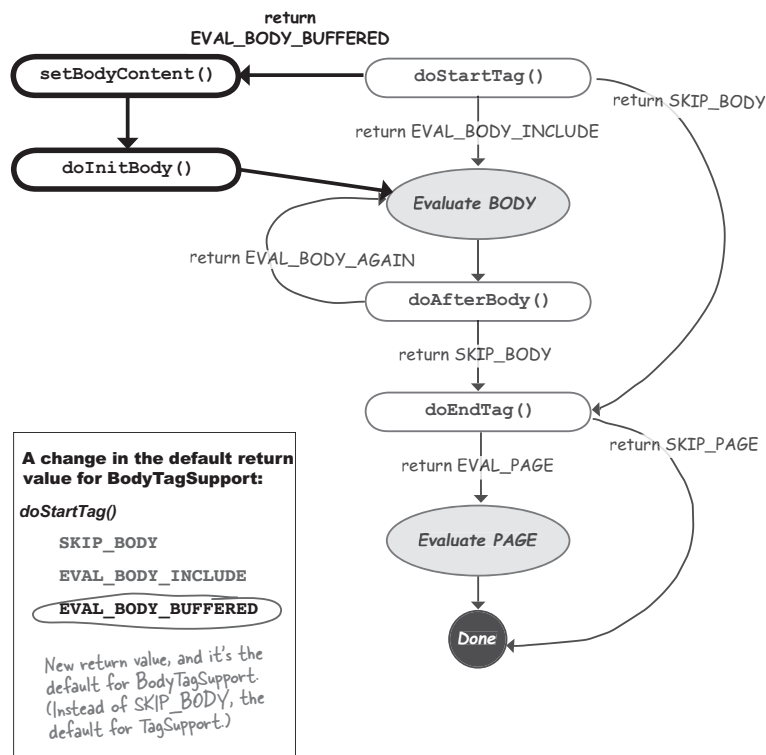 return
EVAL_BODY_BUFFERED
setBodyContent()
doStartTag()
return SKIP_BODY
return EVAL_BODY_INCLUDE
doInitBody()
Evaluate BODY
return EVAL_BODY_AGAIN
doAfterBody()
return SKIP_BODY
doEndTag()
return SKIP_PAGE
return EVAL_PAGE
Evaluate PAGE
Done
A change in the default return
value for BodyTagSupport:
doStartTag()
SKIP_BODY
EVAL_BODY_INCLUDE
EVAL_BODY_BUFFERED
New return value, and it's the
default for BodyTagSupport.
(Instead of SKIP_BODY, the
default for TagSupport.)